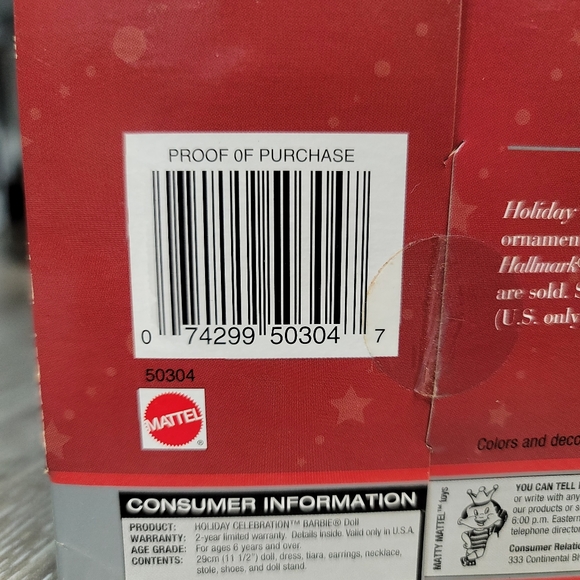 PROOF OF PURCHASE
0 74299 50304 7
50304
MATTEL
®
Holiday
ornamen
Hallmark
are sold. S
(U.S. only
Colors and deco
CONSUMER INFORMATION
PRODUCT: HOLIDAY CELEBRATION™ BARBIE® Doll
WARRANTY: 2-year limited warranty. Details inside. Valid only in U.S.A.
AGE GRADE: For ages 6 years and over.
CONTENTS: 29cm (11 1/2") doll, dress, tiara, earrings, necklace,
stole, shoes, and doll stand.
MATTY MATTEL™ toys
YOU CAN TELL
or write with any
our products or s
6:00 p.m. Eastern
telephone director
Consumer Relatio
333 Continental Bl